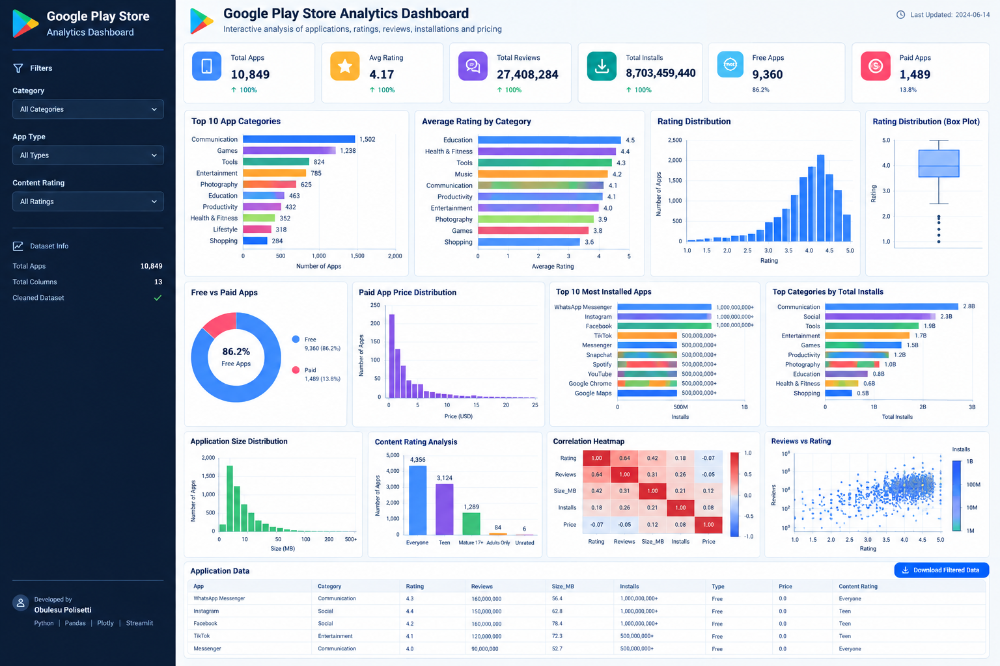 Google Play Store
Analytics Dashboard
Filters
Category
All Categories
App Type
All Types
Content Rating
All Ratings
Dataset Info
Total Apps 10,849
Total Columns 13
Cleaned Dataset
Developed by
Obulesu Polisetti
Python | Pandas | Plotly | Streamlit
Google Play Store Analytics Dashboard
Interactive analysis of applications, ratings, reviews, installations and pricing
Last Updated: 2024-06-14
Total Apps
10,849
↑ 100%
Avg Rating
4.17
↑ 100%
Total Reviews
27,408,284
↑ 100%
Total Installs
8,703,459,440
↑ 100%
Free Apps
9,360
86.2%
Paid Apps
1,489
13.8%
Top 10 App Categories
Communication 1,502
Games 1,238
Tools 824
Entertainment 785
Photography 625
Education 463
Productivity 432
Health & Fitness 352
Lifestyle 318
Shopping 284
0 500 1,000 1,500 2,000
Number of Apps
Average Rating by Category
Education 4.5
Health & Fitness 4.4
Tools 4.3
Music 4.2
Communication 4.1
Productivity 4.1
Entertainment 4.0
Photography 3.9
Games 3.8
Shopping 3.6
0 1 2 3 4 5
Average Rating
Rating Distribution
Number of Apps
2,500
2,000
1,500
1,000
500
0
1.0 1.5 2.0 2.5 3.0 3.5 4.0 4.5 5.0
Rating
Rating Distribution (Box Plot)
Rating
5.0
4.0
3.0
2.0
1.0
Free vs Paid Apps
86.2%
Free Apps
Free
9,360 (86.2%)
Paid
1,489 (13.8%)
Paid App Price Distribution
Number of Apps
250
200
150
100
50
0
0 5 10 15 20 25
Price (USD)
Top 10 Most Installed Apps
WhatsApp Messenger 1,000,000,000+
Instagram 1,000,000,000+
Facebook 1,000,000,000+
TikTok 500,000,000+
Messenger 500,000,000+
Snapchat 500,000,000+
Spotify 500,000,000+
YouTube 500,000,000+
Google Chrome 500,000,000+
Google Maps 500,000,000+
0 500M 1B
Installs
Top Categories by Total Installs
Communication 2.8B
Social 2.3B
Tools 1.9B
Entertainment 1.7B
Games 1.5B
Productivity 1.2B
Photography 1.0B
Education 0.8B
Health & Fitness 0.6B
Shopping 0.5B
0 1B 2B 3B
Total Installs
Application Size Distribution
Number of Apps
2,000
1,500
1,000
500
0
0 10 50 100 200 500+
Size (MB)
Content Rating Analysis
Number of Apps
5,000
4,000
3,000
2,000
1,000
0
4,356
3,124
1,289
84
6
Everyone Teen Mature 17+ Adults Only Unrated
Correlation Heatmap
Rating 1.00 0.64 0.42 0.18 -0.07
Reviews 0.64 1.00 0.31 0.26 -0.05
Size_MB 0.42 0.31 1.00 0.21 0.12
Installs 0.18 0.26 0.21 1.00 0.08
Price -0.07 -0.05 0.12 0.08 1.00
Rating Reviews Size_MB Installs Price
1.0
0.5
0.0
-0.5
-1.0
Reviews vs Rating
Reviews
10⁶
10⁶
10⁴
10²
10⁰
1.0 1.5 2.0 2.5 3.0 3.5 4.0 4.5 5.0
Rating
Installs
1B
100M
10M
1M
Application Data
Download Filtered Data
App Category Rating Reviews Size_MB Installs Type Price Content Rating
WhatsApp Messenger Communication 4.3 160,000,000 56.4 1,000,000,000+ Free 0.0 Everyone
Instagram Social 4.4 150,000,000 62.8 1,000,000,000+ Free 0.0 Teen
Facebook Social 4.2 160,000,000 78.4 1,000,000,000+ Free 0.0 Teen
TikTok Entertainment 4.1 120,000,000 72.3 500,000,000+ Free 0.0 Teen
Messenger Communication 4.0 90,000,000 52.7 500,000,000+ Free 0.0 Everyone